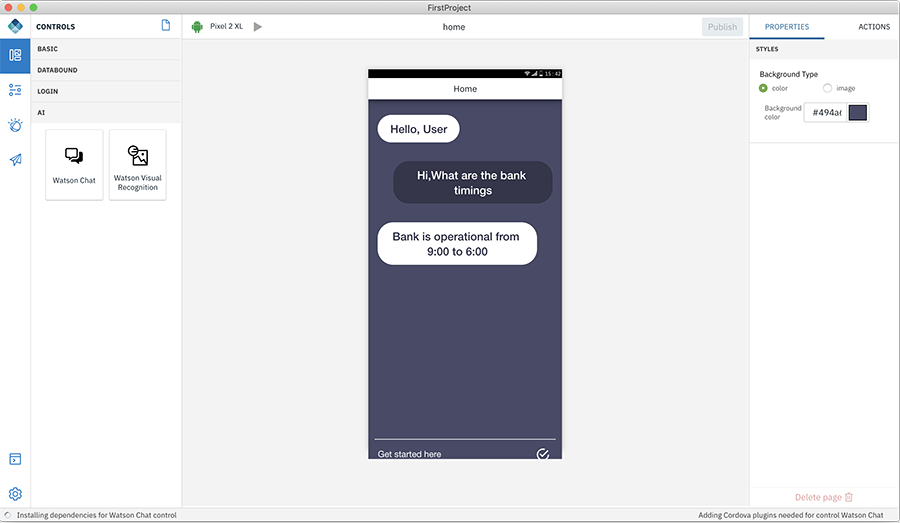 FirstProject
CONTROLS
Pixel 2 XL
home
Publish
PROPERTIES
ACTIONS
BASIC
DATABOUND
LOGIN
AI
Watson Chat
Watson Visual
Recognition
15:42
Home
Hello, User
Hi,What are the bank
timings
Bank is operational from
9:00 to 6:00
Get started here
STYLES
Background Type
color
image
Background
color
#494a6
Delete page
Installing dependencies for Watson Chat control
Adding Cordova plugins needed for control Watson Chat